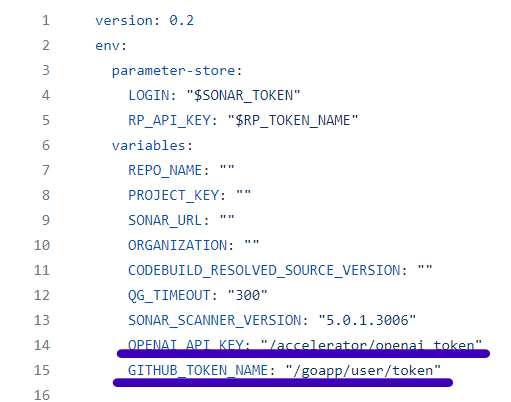 1 version: 0.2
2 env:
3 parameter-store:
4 LOGIN: "$SONAR_TOKEN"
5 RP_API_KEY: "$RP_TOKEN_NAME"
6 variables:
7 REPO_NAME: ""
8 PROJECT_KEY: ""
9 SONAR_URL: ""
10 ORGANIZATION: ""
11 CODEBUILD_RESOLVED_SOURCE_VERSION: ""
12 QG_TIMEOUT: "300"
13 SONAR_SCANNER_VERSION: "5.0.1.3006"
14 OPENAI_API_KEY: "/accelerator/openai_token"
15 GITHUB_TOKEN_NAME: "/goapp/user/token"
16